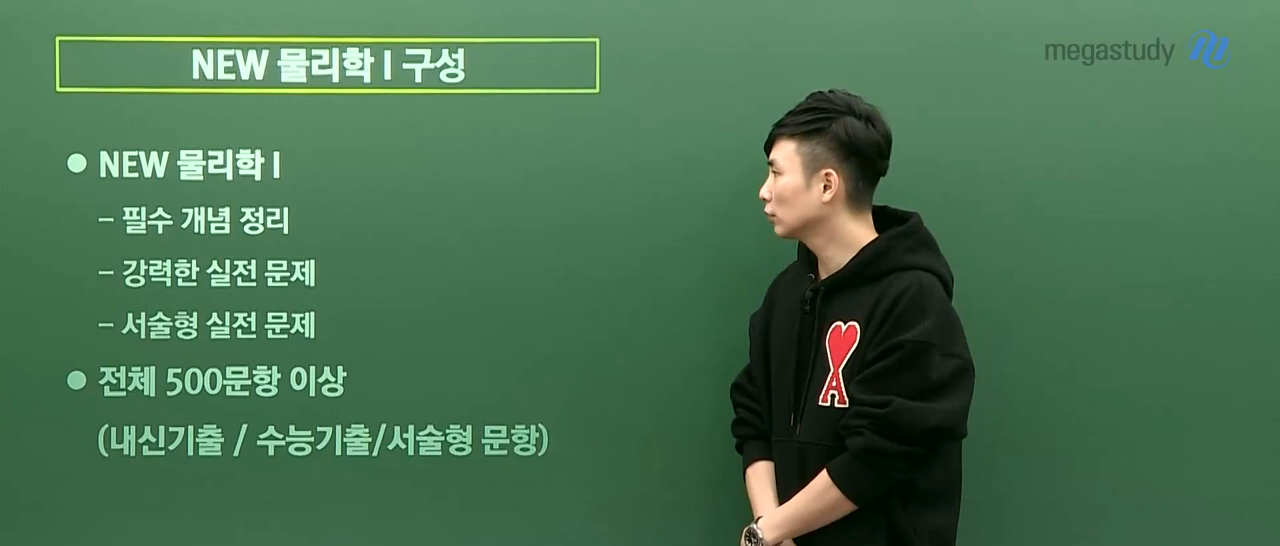 NEW 물리학 I 구성
megastudy
● NEW 물리학 I
– 필수 개념 정리
– 강력한 실전 문제
– 서술형 실전 문제
● 전체 500문항 이상
(내신기출 / 수능기출/서술형 문항)
A